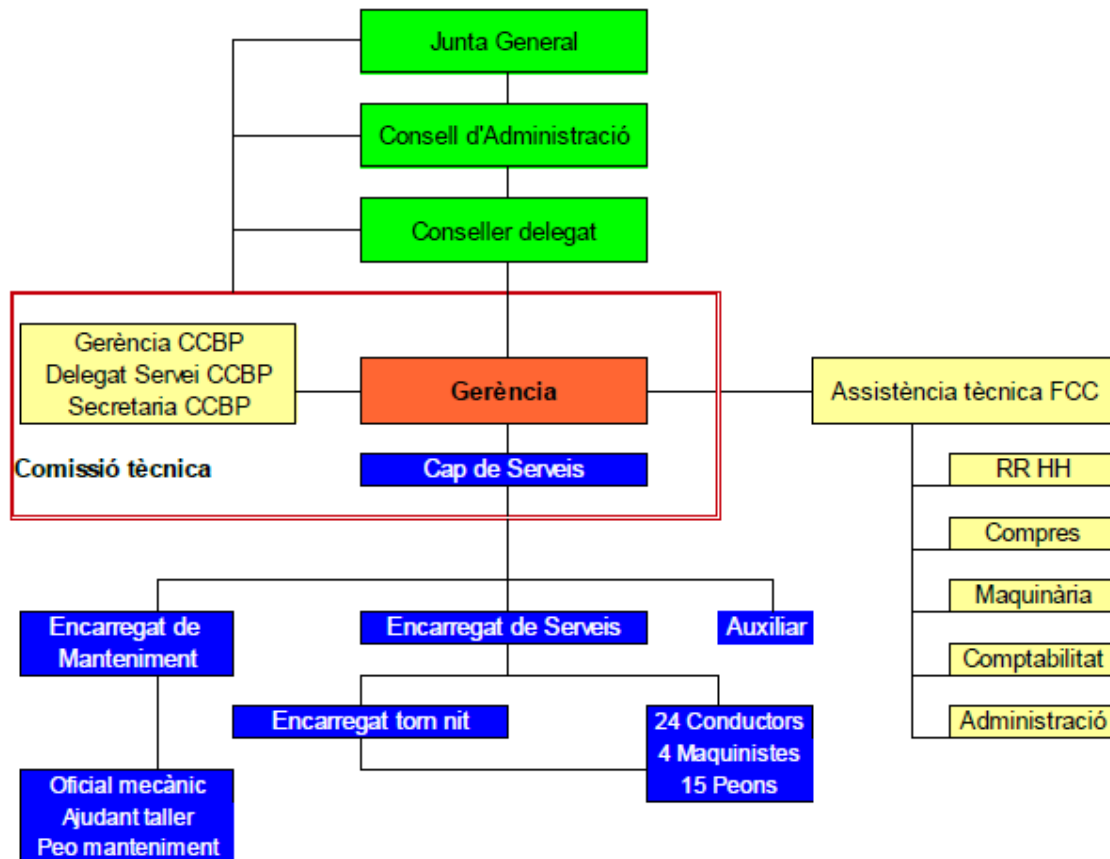 Junta General
Consell d'Administració
Conseller delegat
Gerència CCBP
Delegat Servei CCBP
Secretaria CCBP
Gerència
Assistència tècnica FCC
Comissió tècnica
Cap de Serveis
RR HH
Compres
Maquinària
Comptabilitat
Administració
Encarregat de
Manteniment
Encarregat de Serveis
Auxiliar
Encarregat torn nit
24 Conductors
4 Maquinistes
15 Peons
Oficial mecànic
Ajudant taller
Peo manteniment